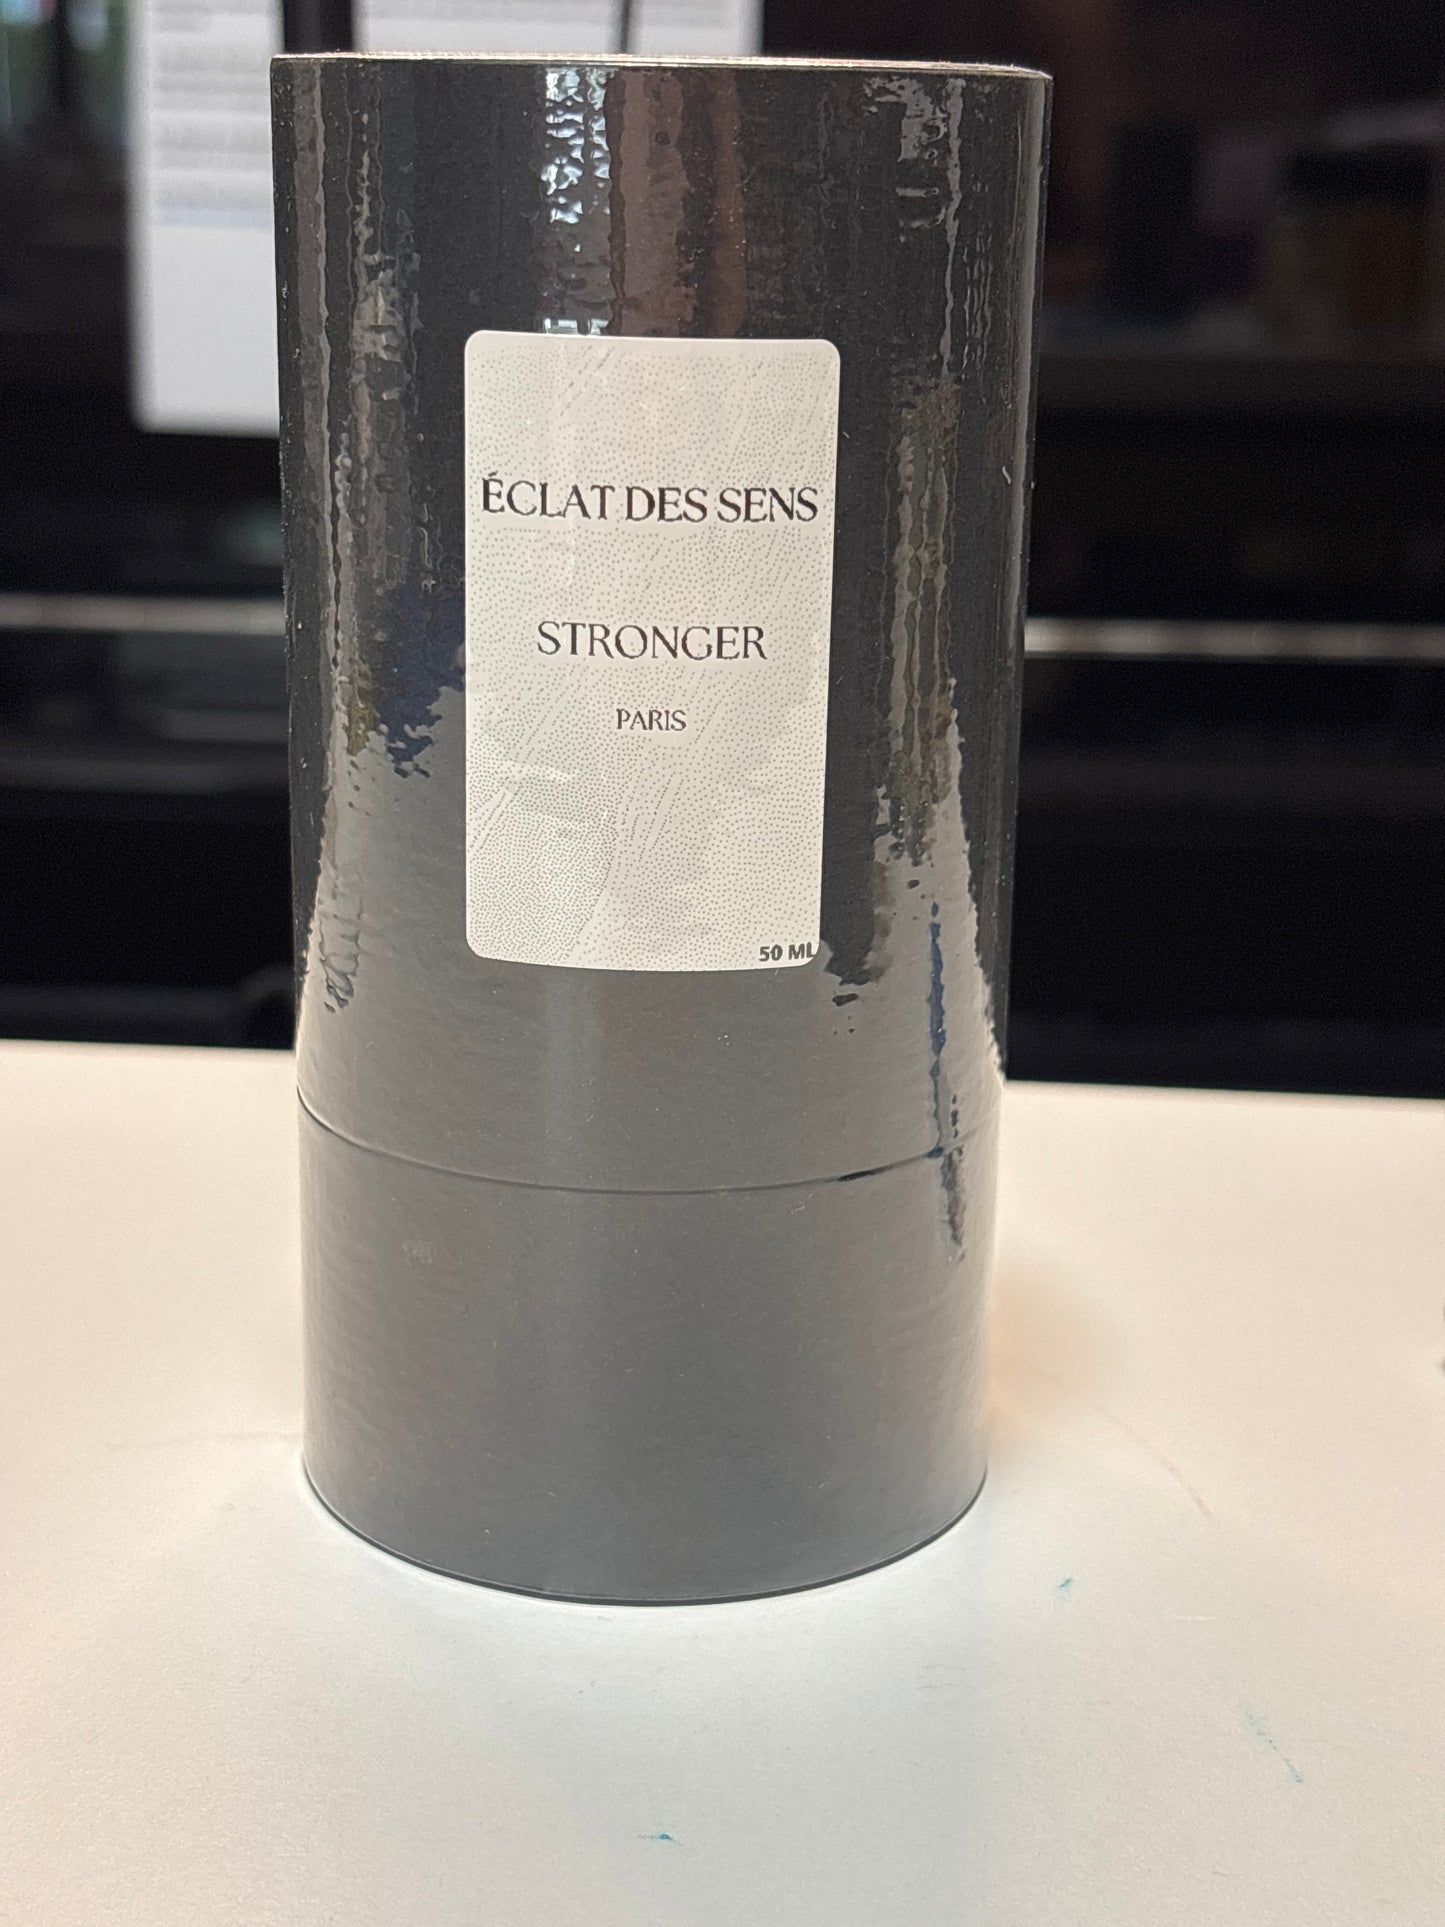 ÉCLAT DES SENS
STRONGER
PARIS
50 ML